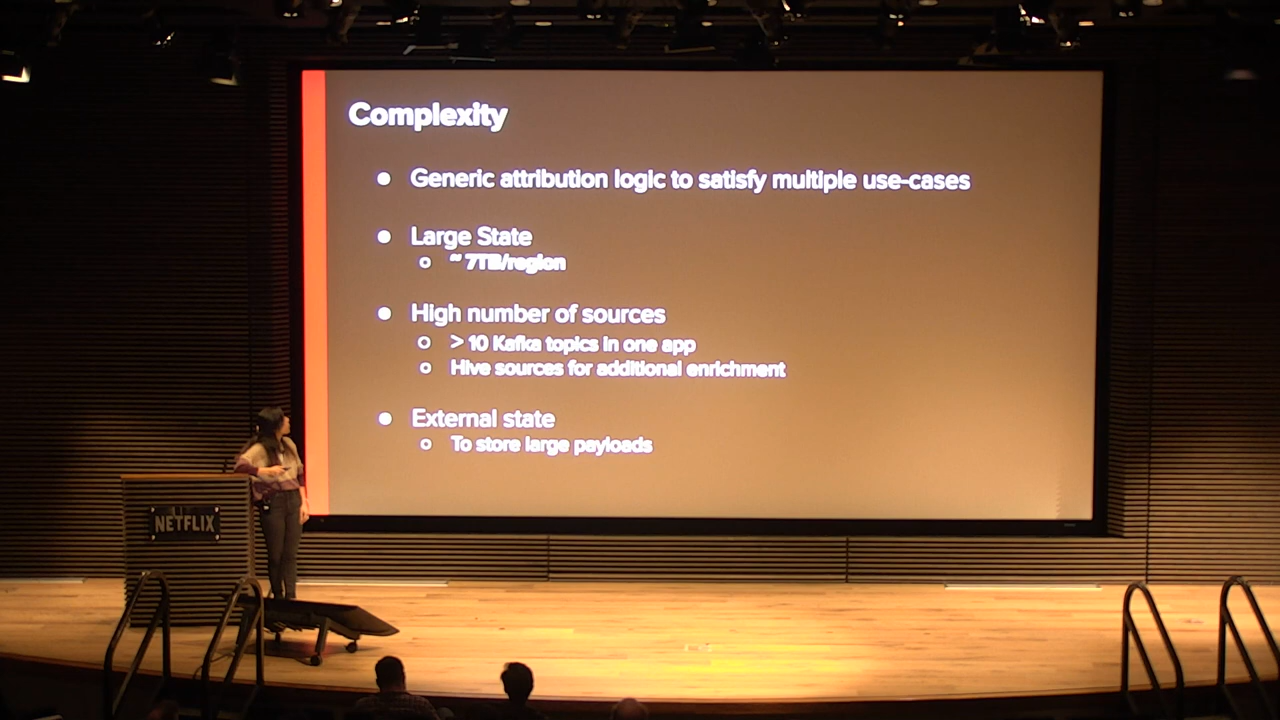 Complexity
● Generic attribution logic to satisfy multiple use-cases
● Large State
○ ~ 7TB/region
● High number of sources
○ > 10 Kafka topics in one app
○ Hive sources for additional enrichment
● External state
○ To store large payloads
NETFLIX